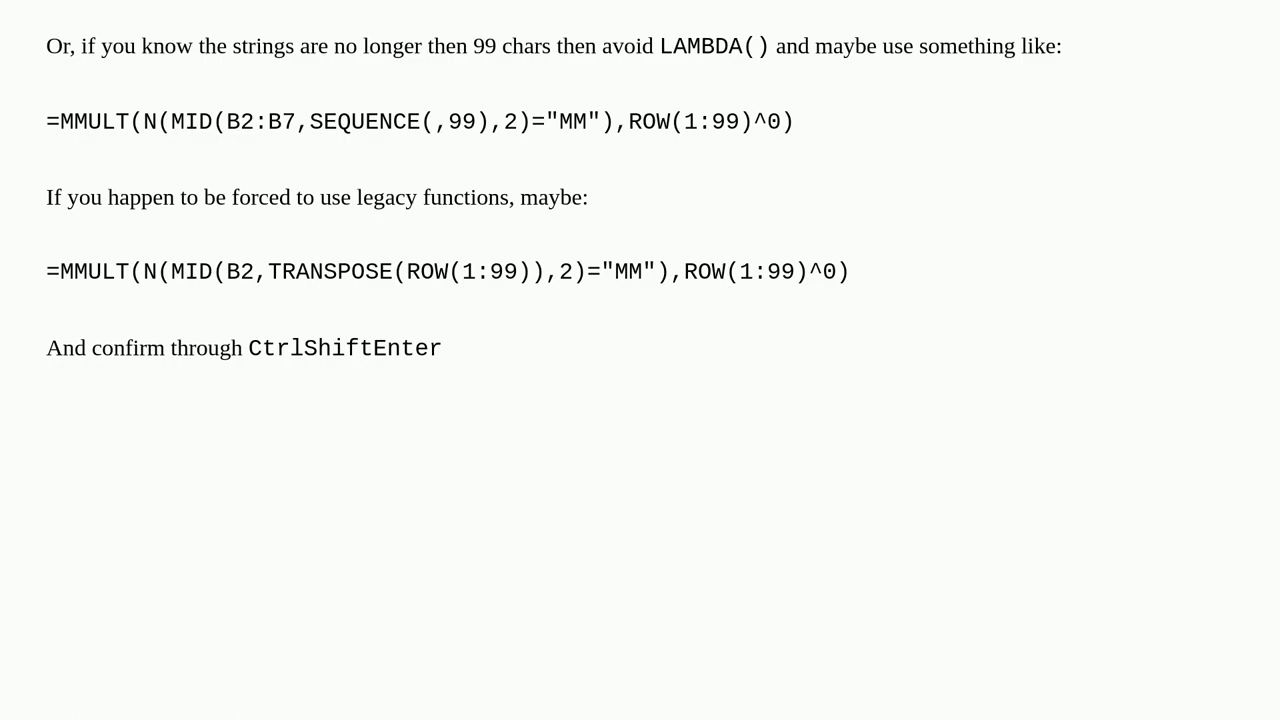 Or, if you know the strings are no longer then 99 chars then avoid LAMBDA() and maybe use something like:
=MMULT(N(MID(B2:B7,SEQUENCE(,99),2)="MM"),ROW(1:99)^0)
If you happen to be forced to use legacy functions, maybe:
=MMULT(N(MID(B2,TRANSPOSE(ROW(1:99)),2)="MM"),ROW(1:99)^0)
And confirm through CtrlShiftEnter